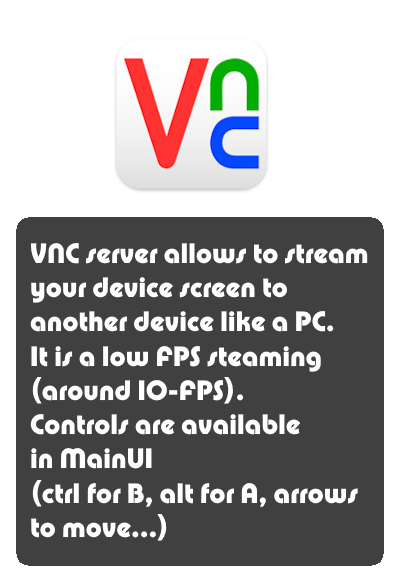 Vnc
VNC server allows to stream
your device screen to
another device like a PC.
It is a low FPS steaming
(around 10-FPS).
Controls are available
in MainUI
(ctrl for B, alt for A, arrows
to move...)